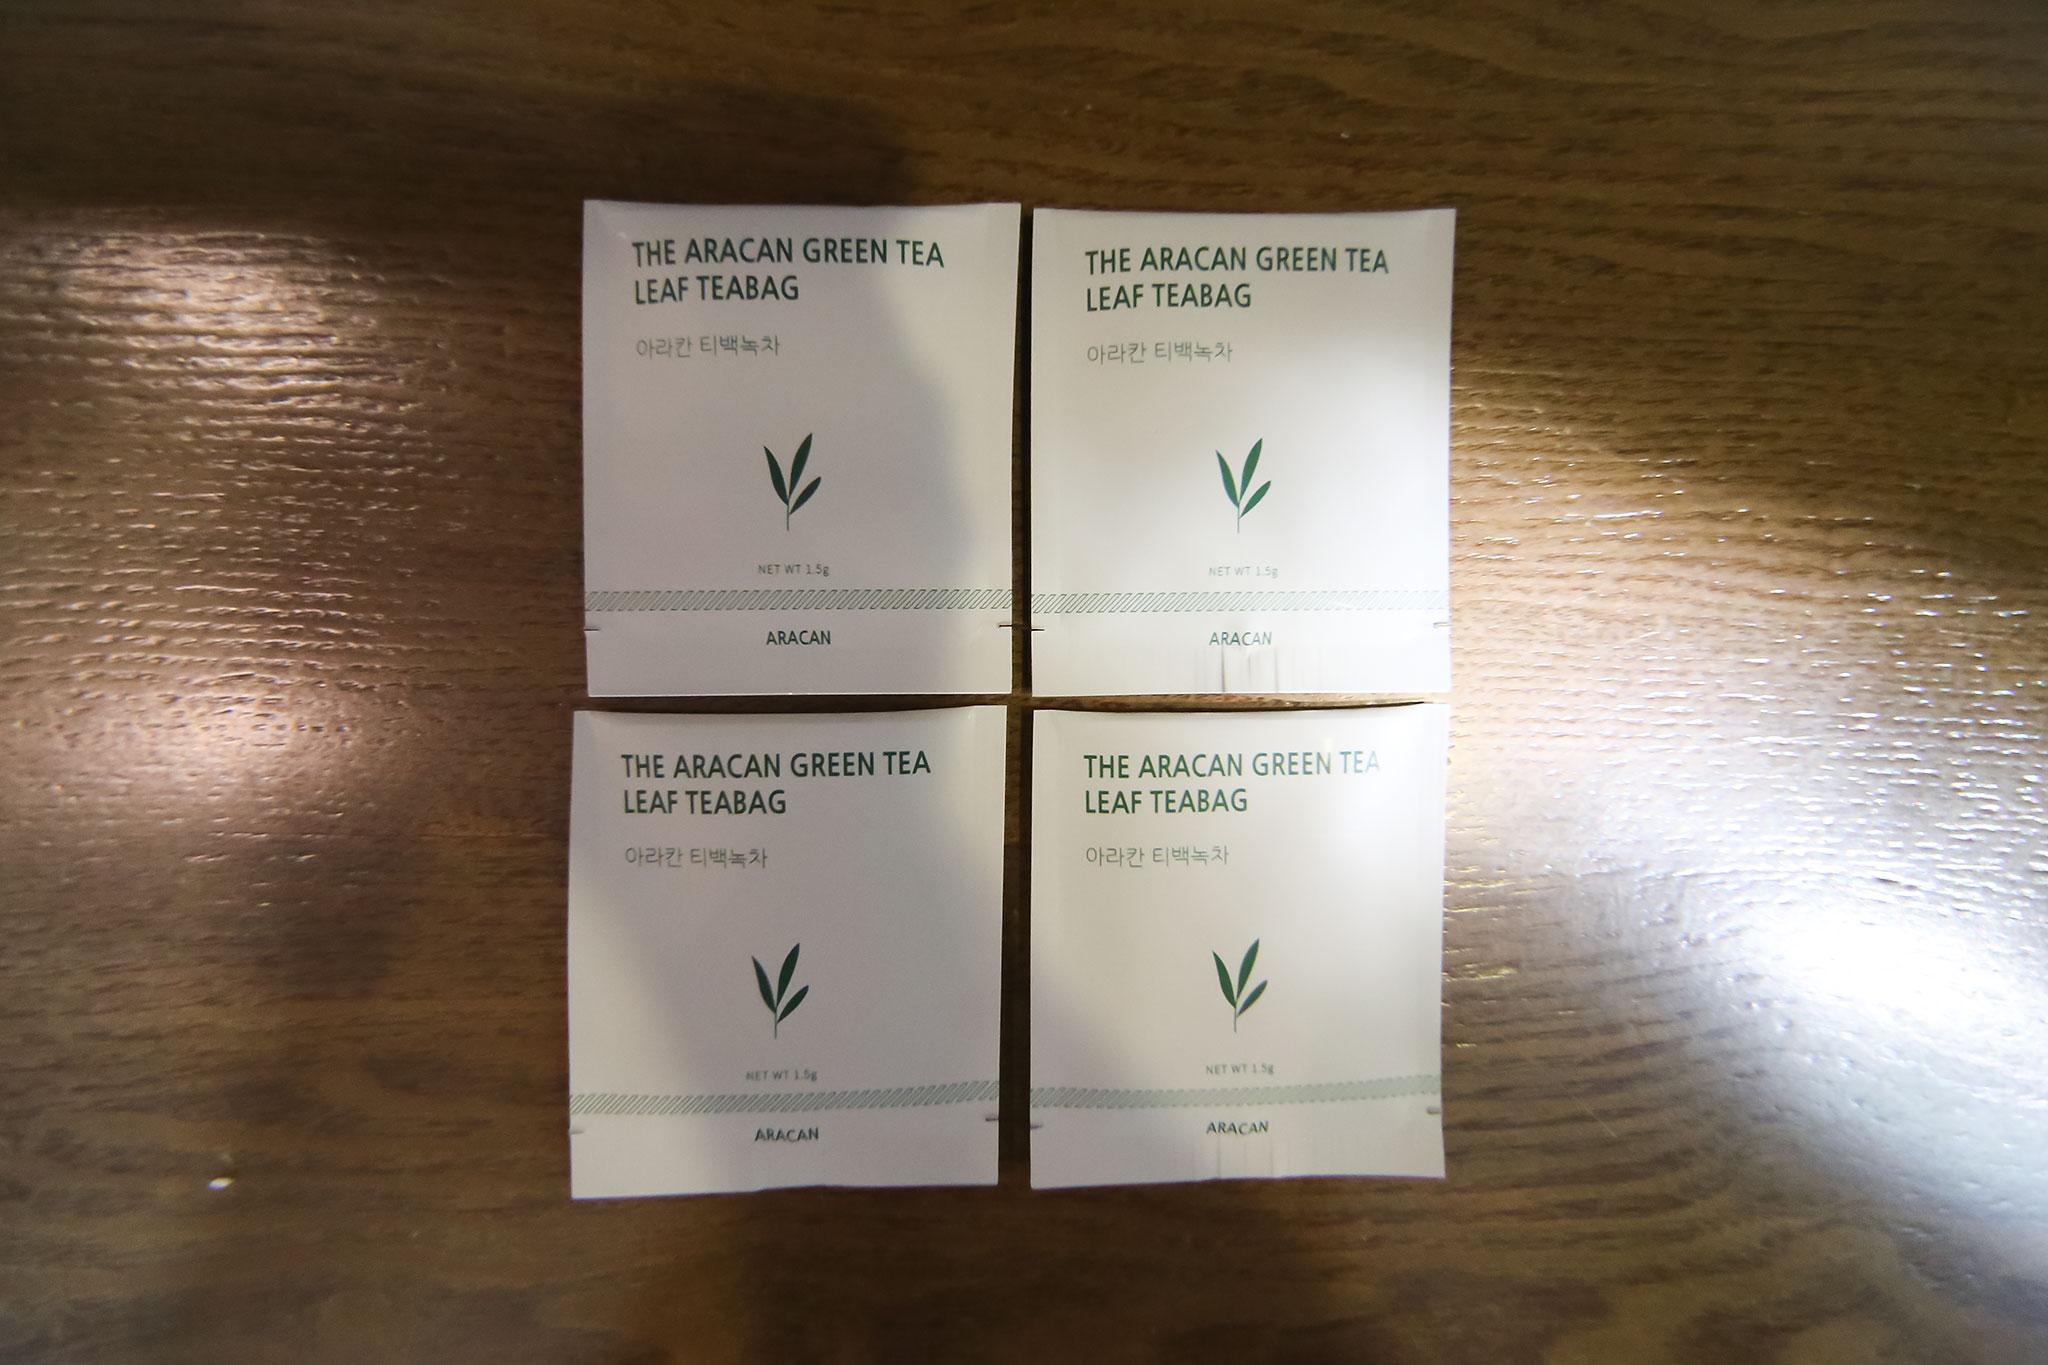 THE ARACAN GREEN TEA
LEAF TEABAG
아라칸 티백녹차
NET WT 1.5g
ARACAN
THE ARACAN GREEN TEA
LEAF TEABAG
아라칸 티백녹차
NET WT 1.5g
ARACAN
THE ARACAN GREEN TEA
LEAF TEABAG
아라칸 티백녹차
NET WT 1.5g
ARACAN
THE ARACAN GREEN TEA
LEAF TEABAG
아라칸 티백녹차
NET WT 1.5g
ARACAN